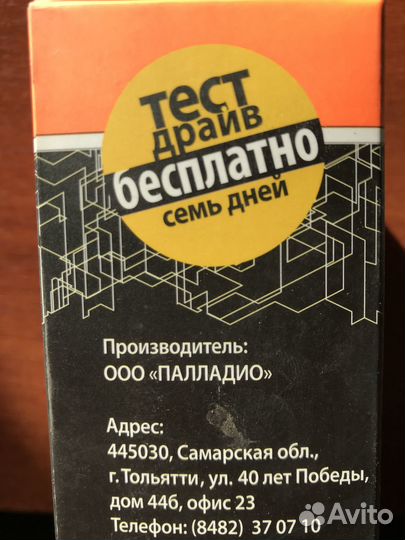 тест
драйв
бесплатно
семь дней
Производитель:
ООО «ПАЛЛАДИО»
Адрес:
445030, Самарская обл.,
г. Тольятти, ул. 40 лет Победы,
дом 44б, офис 23
Телефон: (8482) 37 07 10
Avito